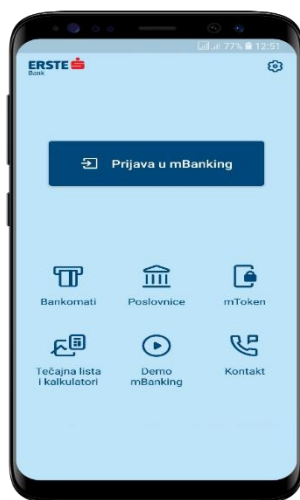 77% 12:51
ERSTE
Bank
Prijava u mBanking
Bankomati
Poslovnice
mToken
Tečajna lista
i kalkulatori
Demo
mBanking
Kontakt